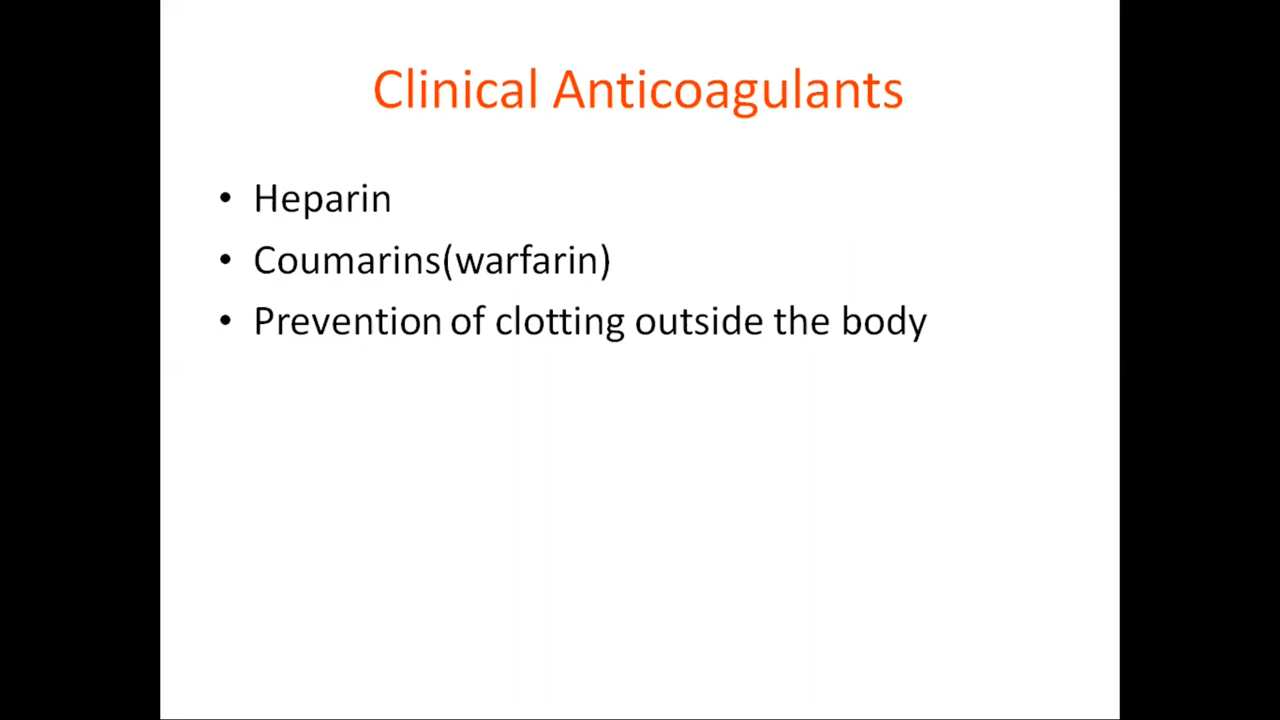 Clinical Anticoagulants
• Heparin
• Coumarins(warfarin)
• Prevention of clotting outside the body